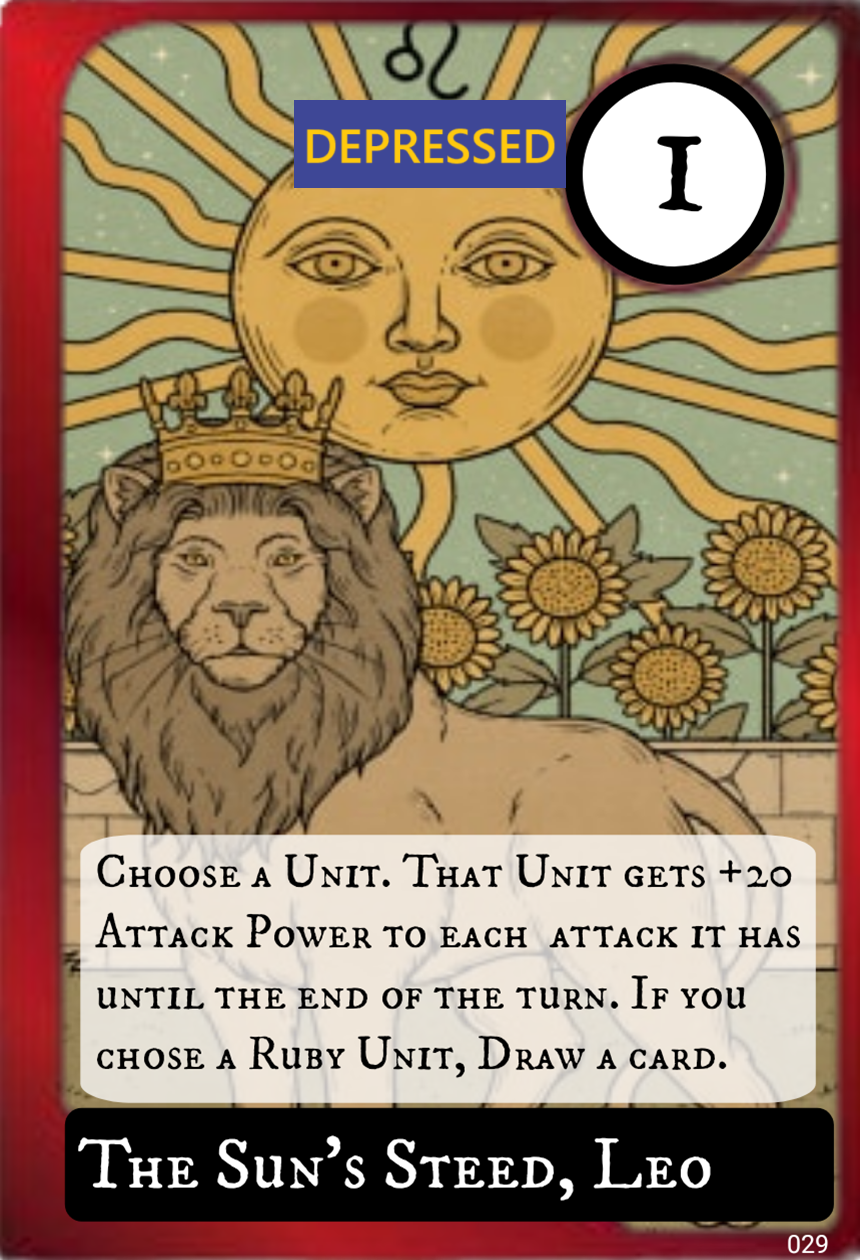 DEPRESSED
1
Choose a Unit. That Unit gets +20
Attack Power to each attack it has
until the end of the turn. If you
chose a Ruby Unit, Draw a card.
The Sun's Steed, Leo
029